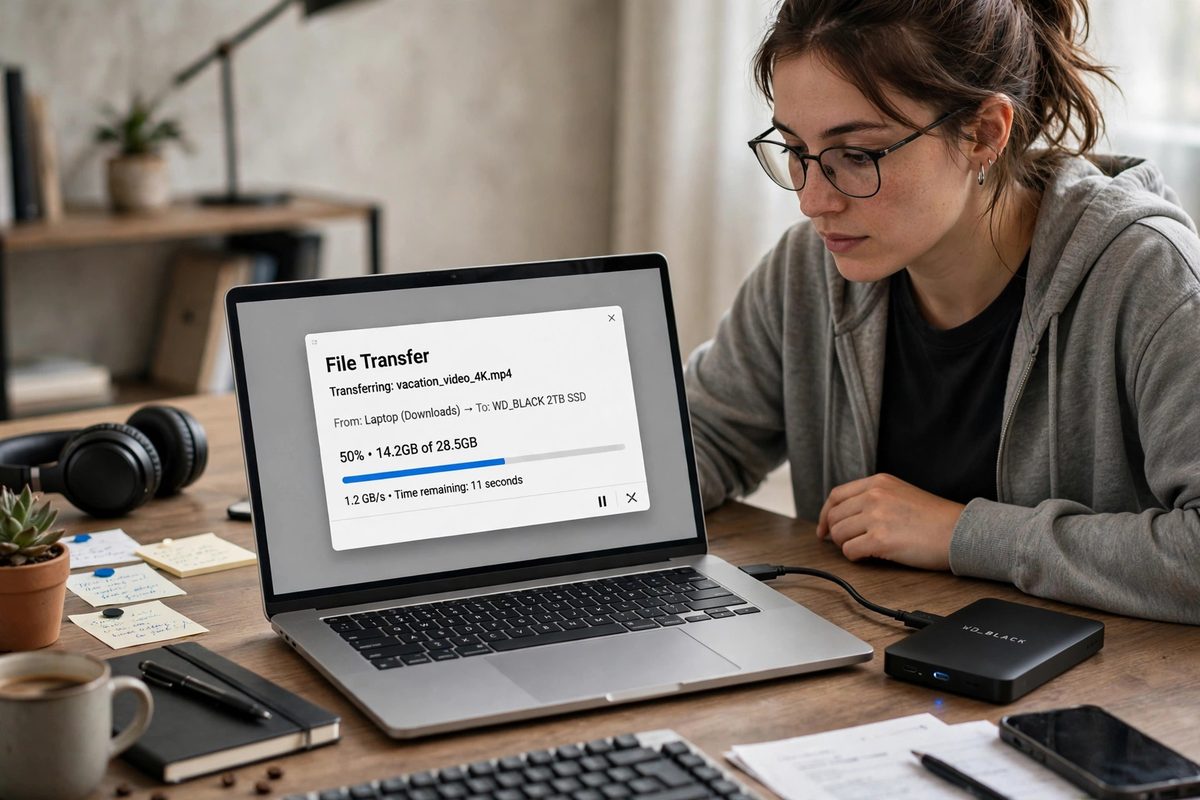 File Transfer
Transferring: vacation_video_4K.mp4
From: Laptop (Downloads) → To: WD_BLACK 2TB SSD
50% • 14.2GB of 28.5GB
1.2 GB/s • Time remaining: 11 seconds
WD_BLACK